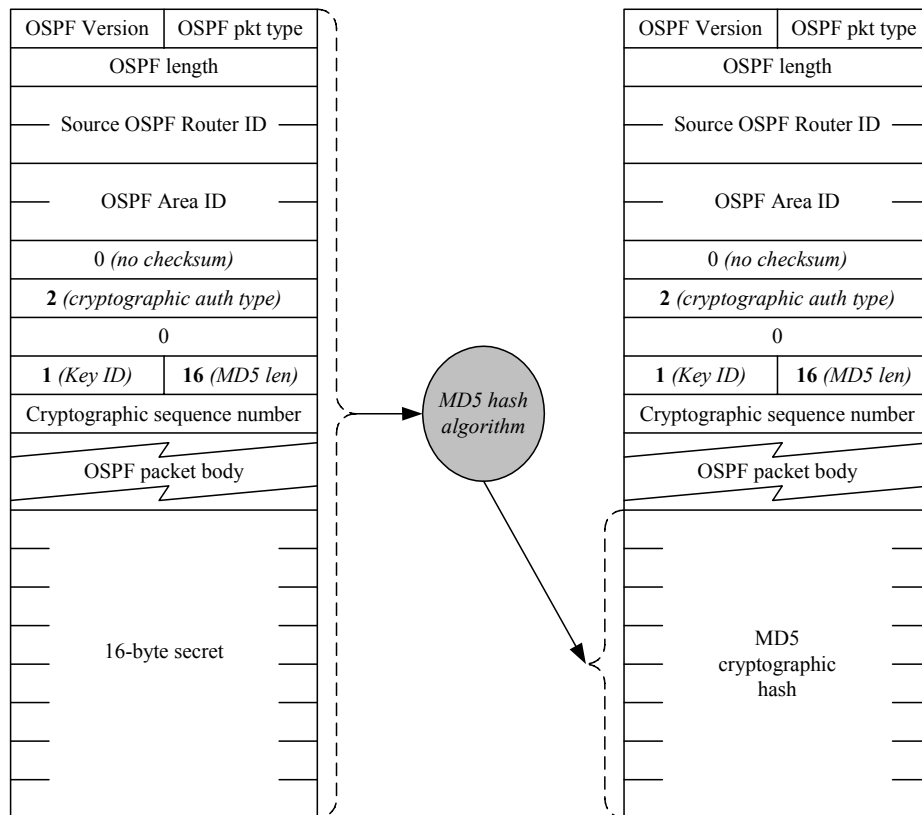 OSPF Version OSPF pkt type
OSPF length
Source OSPF Router ID
OSPF Area ID
0 (no checksum)
2 (cryptographic auth type)
0
1 (Key ID) 16 (MD5 len)
Cryptographic sequence number
OSPF packet body
16-byte secret
MD5 hash
algorithm
OSPF Version OSPF pkt type
OSPF length
Source OSPF Router ID
OSPF Area ID
0 (no checksum)
2 (cryptographic auth type)
0
1 (Key ID) 16 (MD5 len)
Cryptographic sequence number
OSPF packet body
MD5
cryptographic
hash